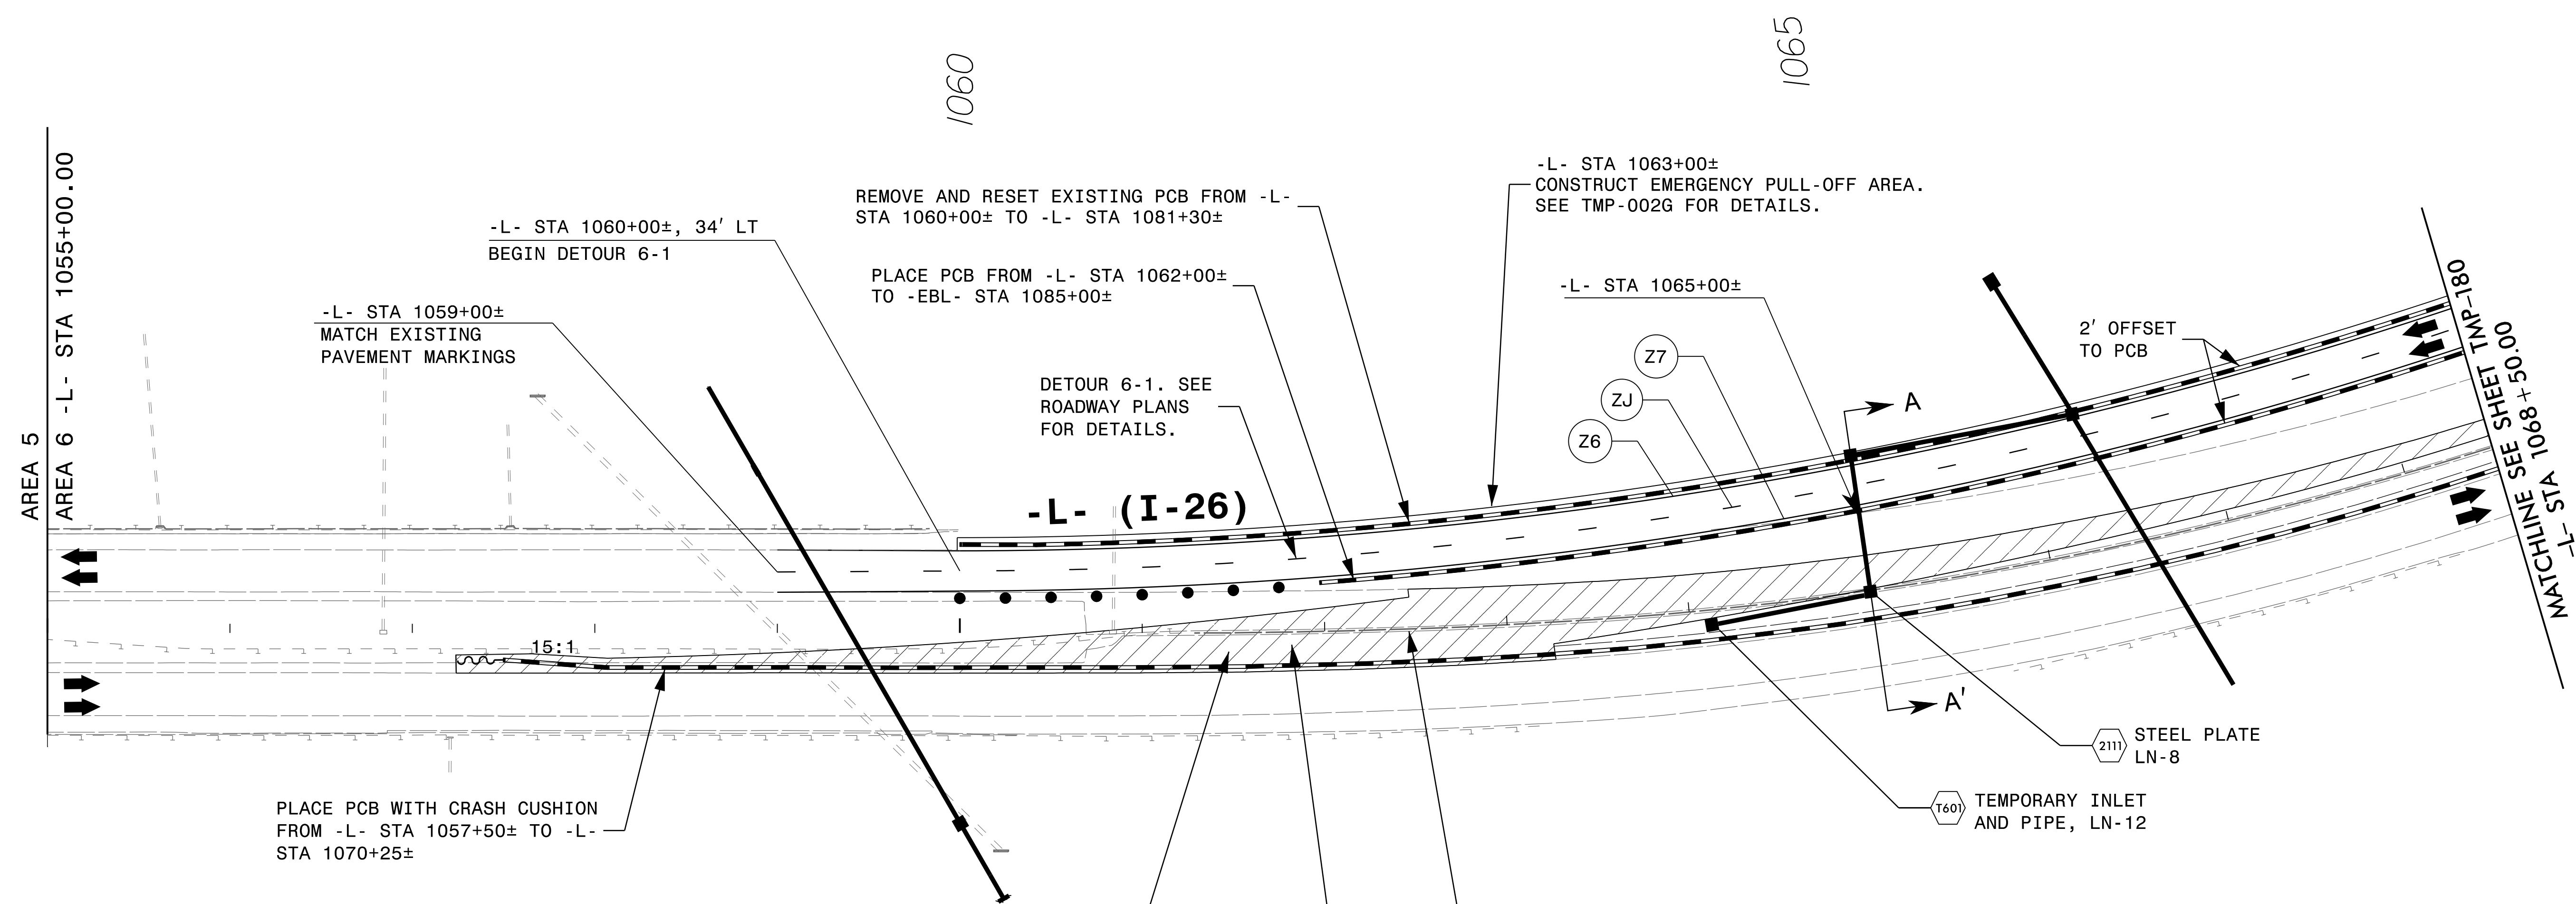 1060
1065
AREA 5
AREA 6 -L- STA 1055+00.00
-L- STA 1060+00±, 34' LT
BEGIN DETOUR 6-1
-L- STA 1059+00±
MATCH EXISTING
PAVEMENT MARKINGS
REMOVE AND RESET EXISTING PCB FROM -L-
STA 1060+00± TO -L- STA 1081+30±
PLACE PCB FROM -L- STA 1062+00±
TO -EBL- STA 1085+00±
DETOUR 6-1. SEE
ROADWAY PLANS
FOR DETAILS.
-L- STA 1063+00±
CONSTRUCT EMERGENCY PULL-OFF AREA.
SEE TMP-002G FOR DETAILS.
-L- STA 1065+00±
Z7
ZJ
Z6
A
2' OFFSET
TO PCB
MATCHLINE SEE SHEET TMP-180
-L- STA 1068+50.00
-L- (I-26)
15:1
A'
2111
STEEL PLATE
LN-8
T601
TEMPORARY INLET
AND PIPE, LN-12
PLACE PCB WITH CRASH CUSHION
FROM -L- STA 1057+50± TO -L-
STA 1070+25±